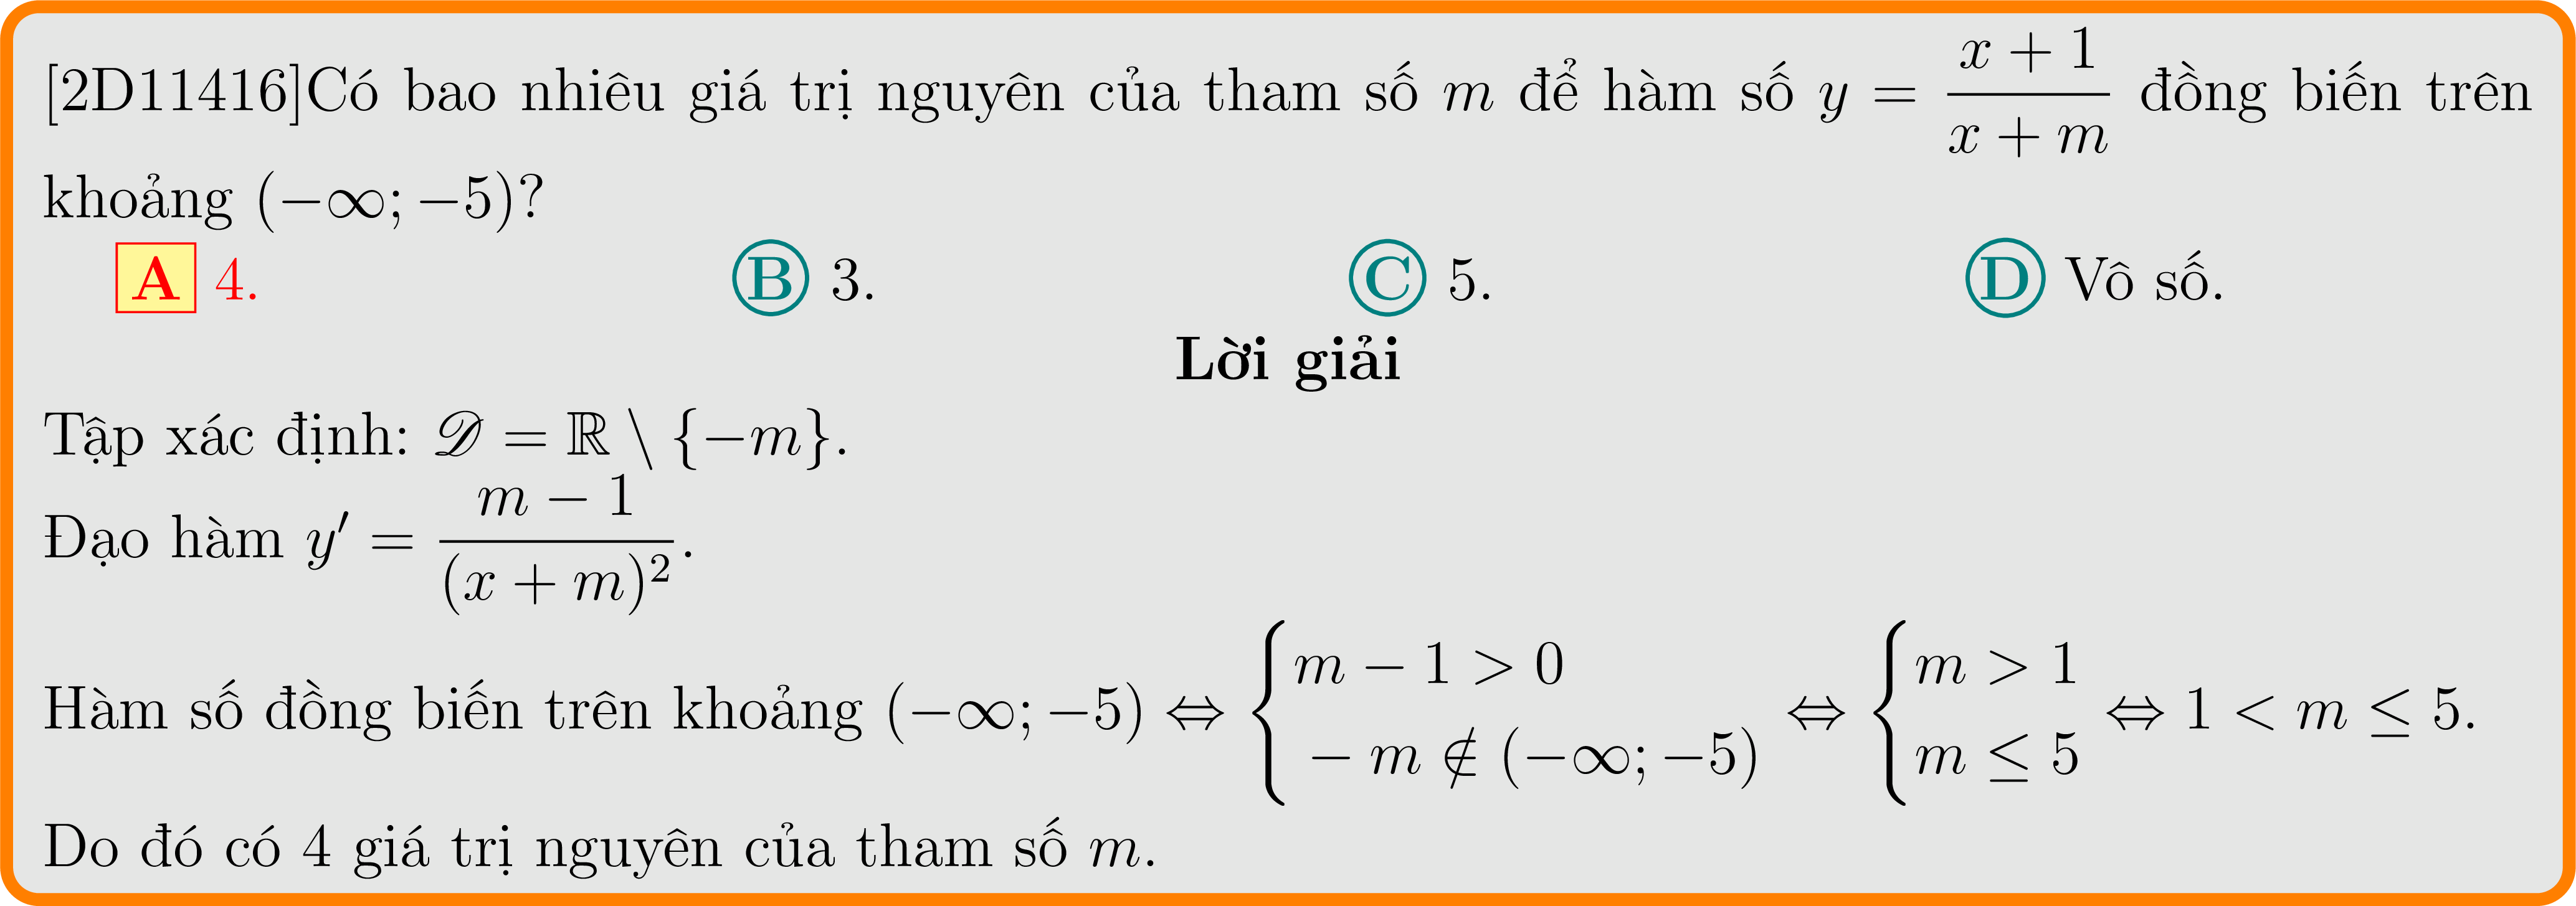 [2D11416]Có bao nhiêu giá trị nguyên của tham số $m$ để hàm số $y = \dfrac{x+1}{x+m}$ đồng biến trên
khoảng $(-\infty; -5)$?
A 4. B 3. C 5. D Vô số.
Lời giải
Tập xác định: $\mathscr{D} = \mathbb{R} \setminus \{-m\}$.
Đạo hàm $y' = \dfrac{m-1}{(x+m)^2}$.
Hàm số đồng biến trên khoảng $(-\infty; -5) \Leftrightarrow \begin{cases} m - 1 > 0 \\ -m \notin (-\infty; -5) \end{cases} \Leftrightarrow \begin{cases} m > 1 \\ m \leq 5 \end{cases} \Leftrightarrow 1 < m \leq 5.$
Do đó có 4 giá trị nguyên của tham số $m$.